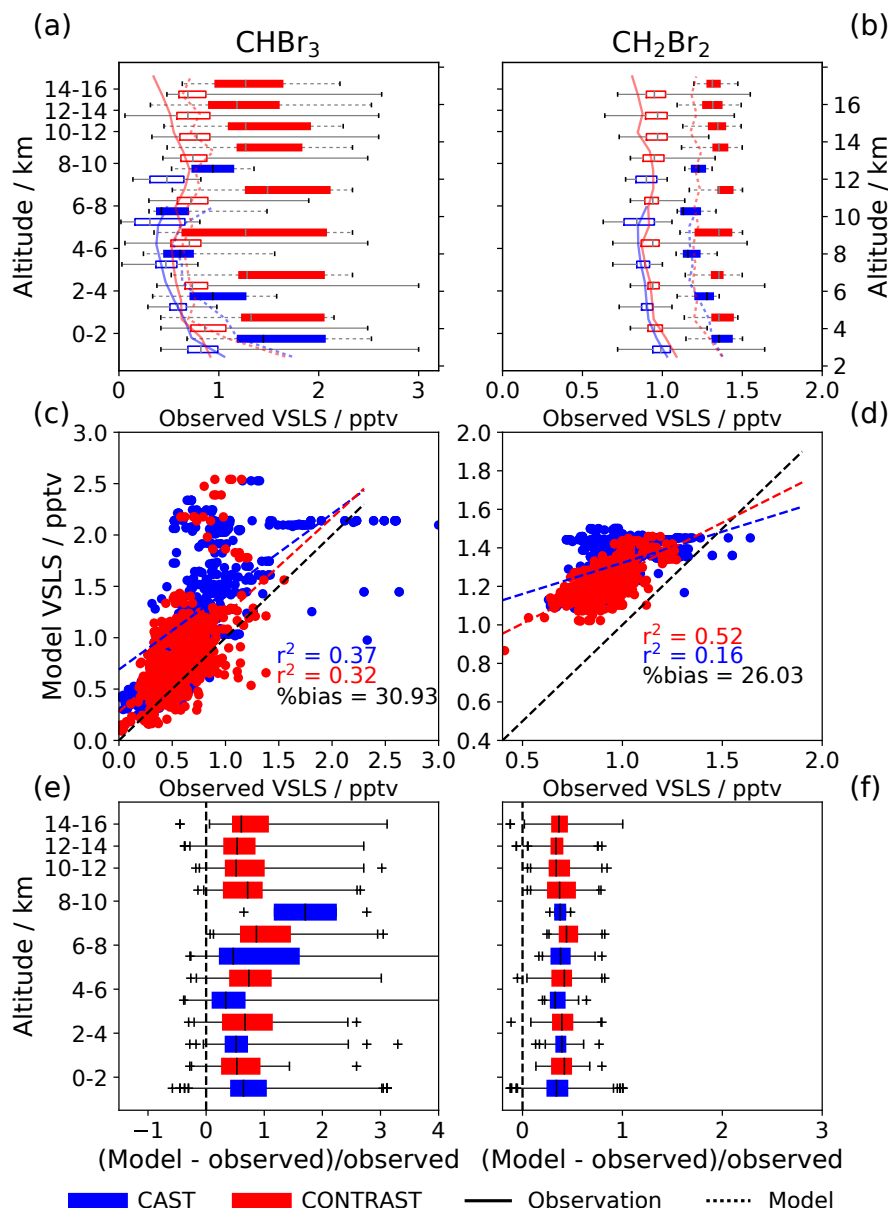 (a) CHBr₃ CH₂Br₂ (b)
Altitude / km
14-16
12-14
10-12
8-10
6-8
4-6
2-4
0-2
0 1 2 3
Observed VSLS / pptv
0.0 0.5 1.0 1.5 2.0
Observed VSLS / pptv
16
14
12
10
8
6
4
2
Altitude / km
(c) (d)
Model VSLS / pptv
3.0
2.5
2.0
1.5
1.0
0.5
0.0
r² = 0.37
r² = 0.32
%bias = 30.93
0.0 0.5 1.0 1.5 2.0 2.5 3.0
Observed VSLS / pptv
2.0
1.8
1.6
1.4
1.2
1.0
0.8
0.6
0.4
r² = 0.52
r² = 0.16
%bias = 26.03
1.0 1.5 2.0
Observed VSLS / pptv
(e) (f)
Altitude / km
14-16
12-14
10-12
8-10
6-8
4-6
2-4
0-2
−1 0 1 2 3 4
(Model - observed)/observed
0 1 2 3
(Model - observed)/observed
CAST CONTRAST Observation Model